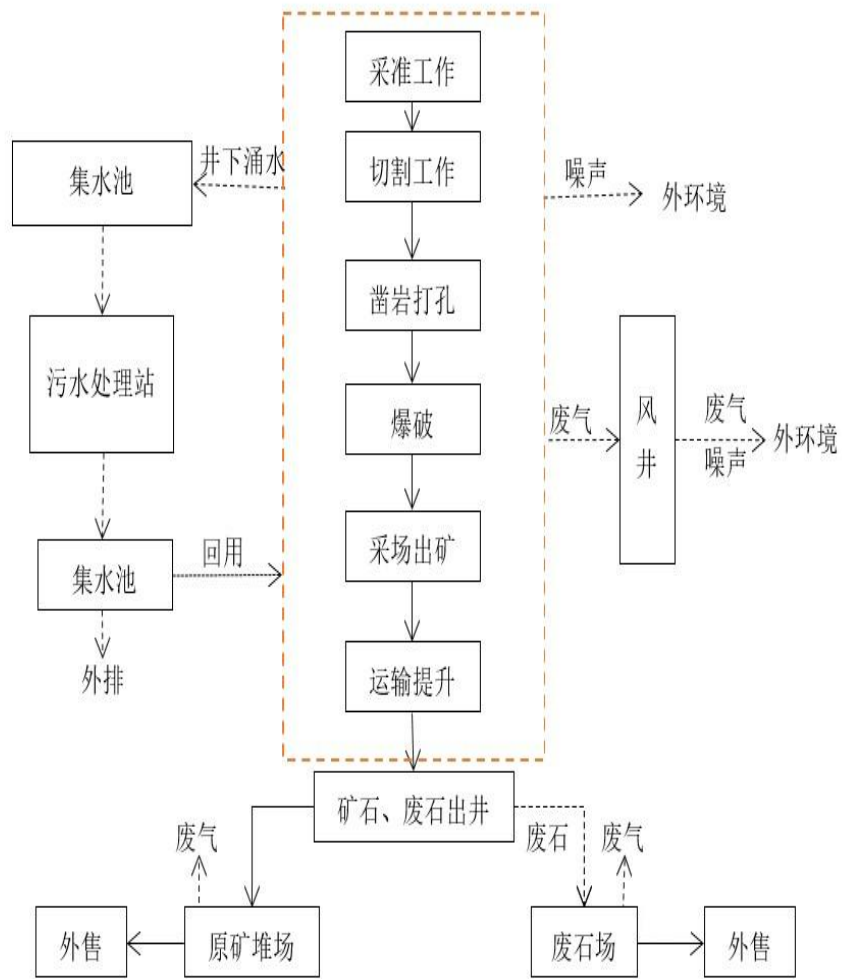 采准工作
集水池
井下涌水
切割工作
噪声
外环境
凿岩打孔
污水处理站
爆破
废气
风井
废气
噪声
外环境
集水池
回用
采场出矿
外排
运输提升
矿石、废石出井
废气
废石
废气
外售
原矿堆场
废石场
外售